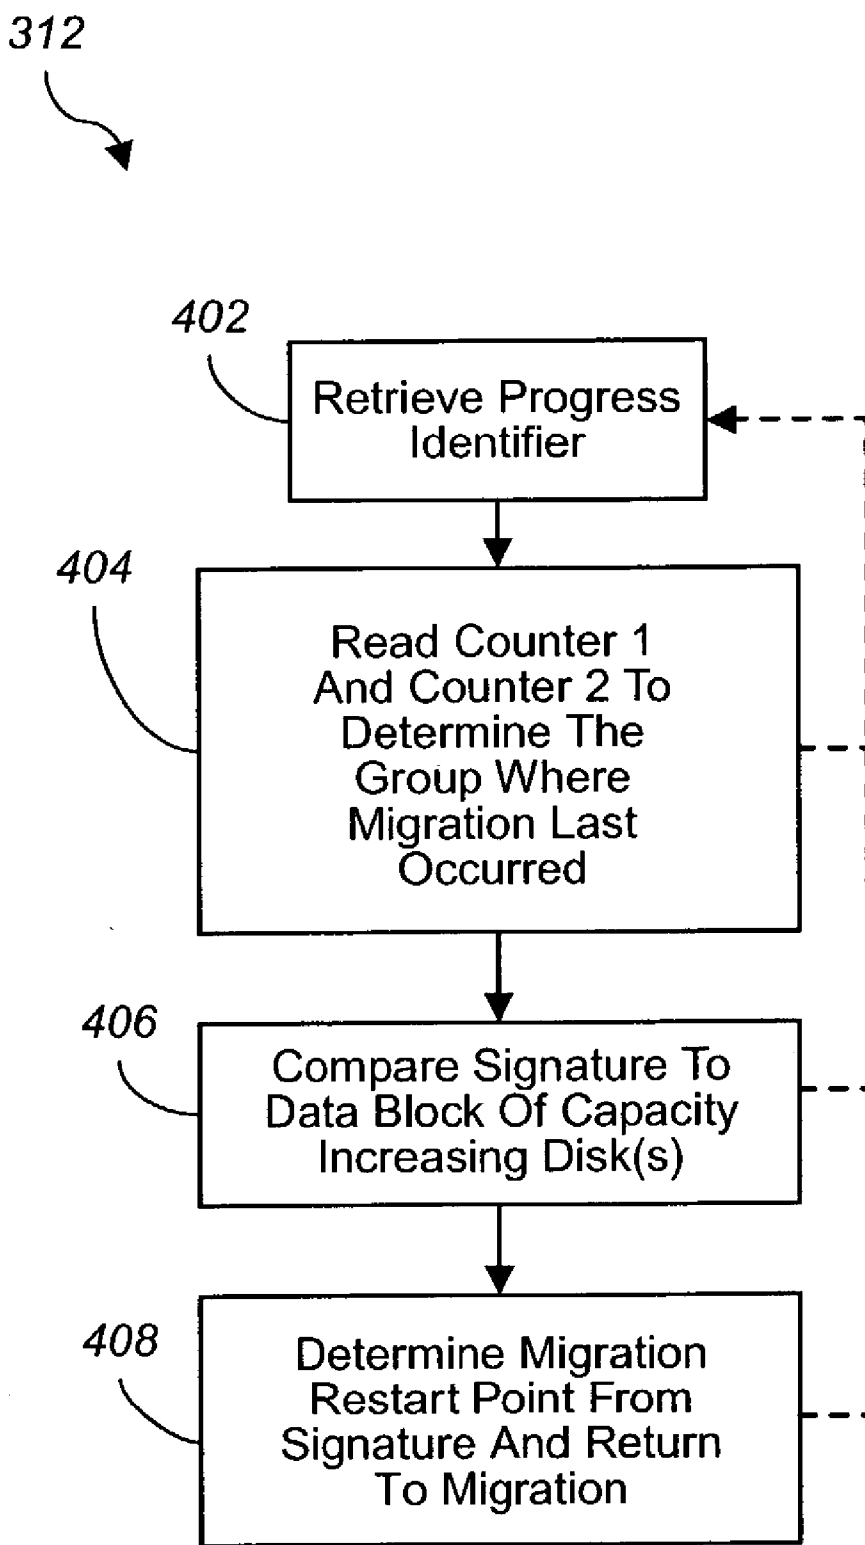 312
402
Retrieve Progress
Identifier
404
Read Counter 1
And Counter 2 To
Determine The
Group Where
Migration Last
Occurred
406
Compare Signature To
Data Block Of Capacity
Increasing Disk(s)
408
Determine Migration
Restart Point From
Signature And Return
To Migration